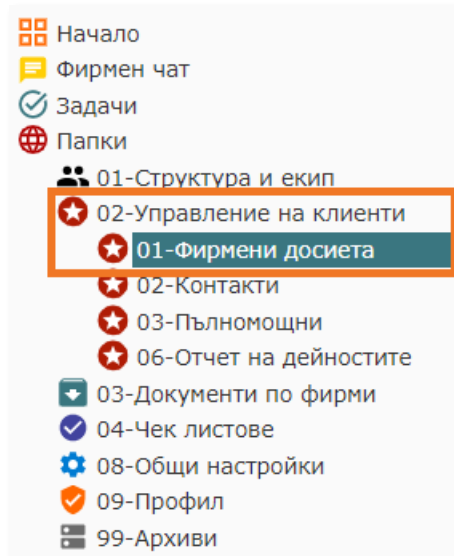 Начало
Фирмен чат
Задачи
Папки
01-Структура и екип
02-Управление на клиенти
01-Фирмени досиета
02-Контакти
03-Пълномощни
06-Отчет на дейностите
03-Документи по фирми
04-Чек листове
08-Общи настройки
09-Профил
99-Архиви